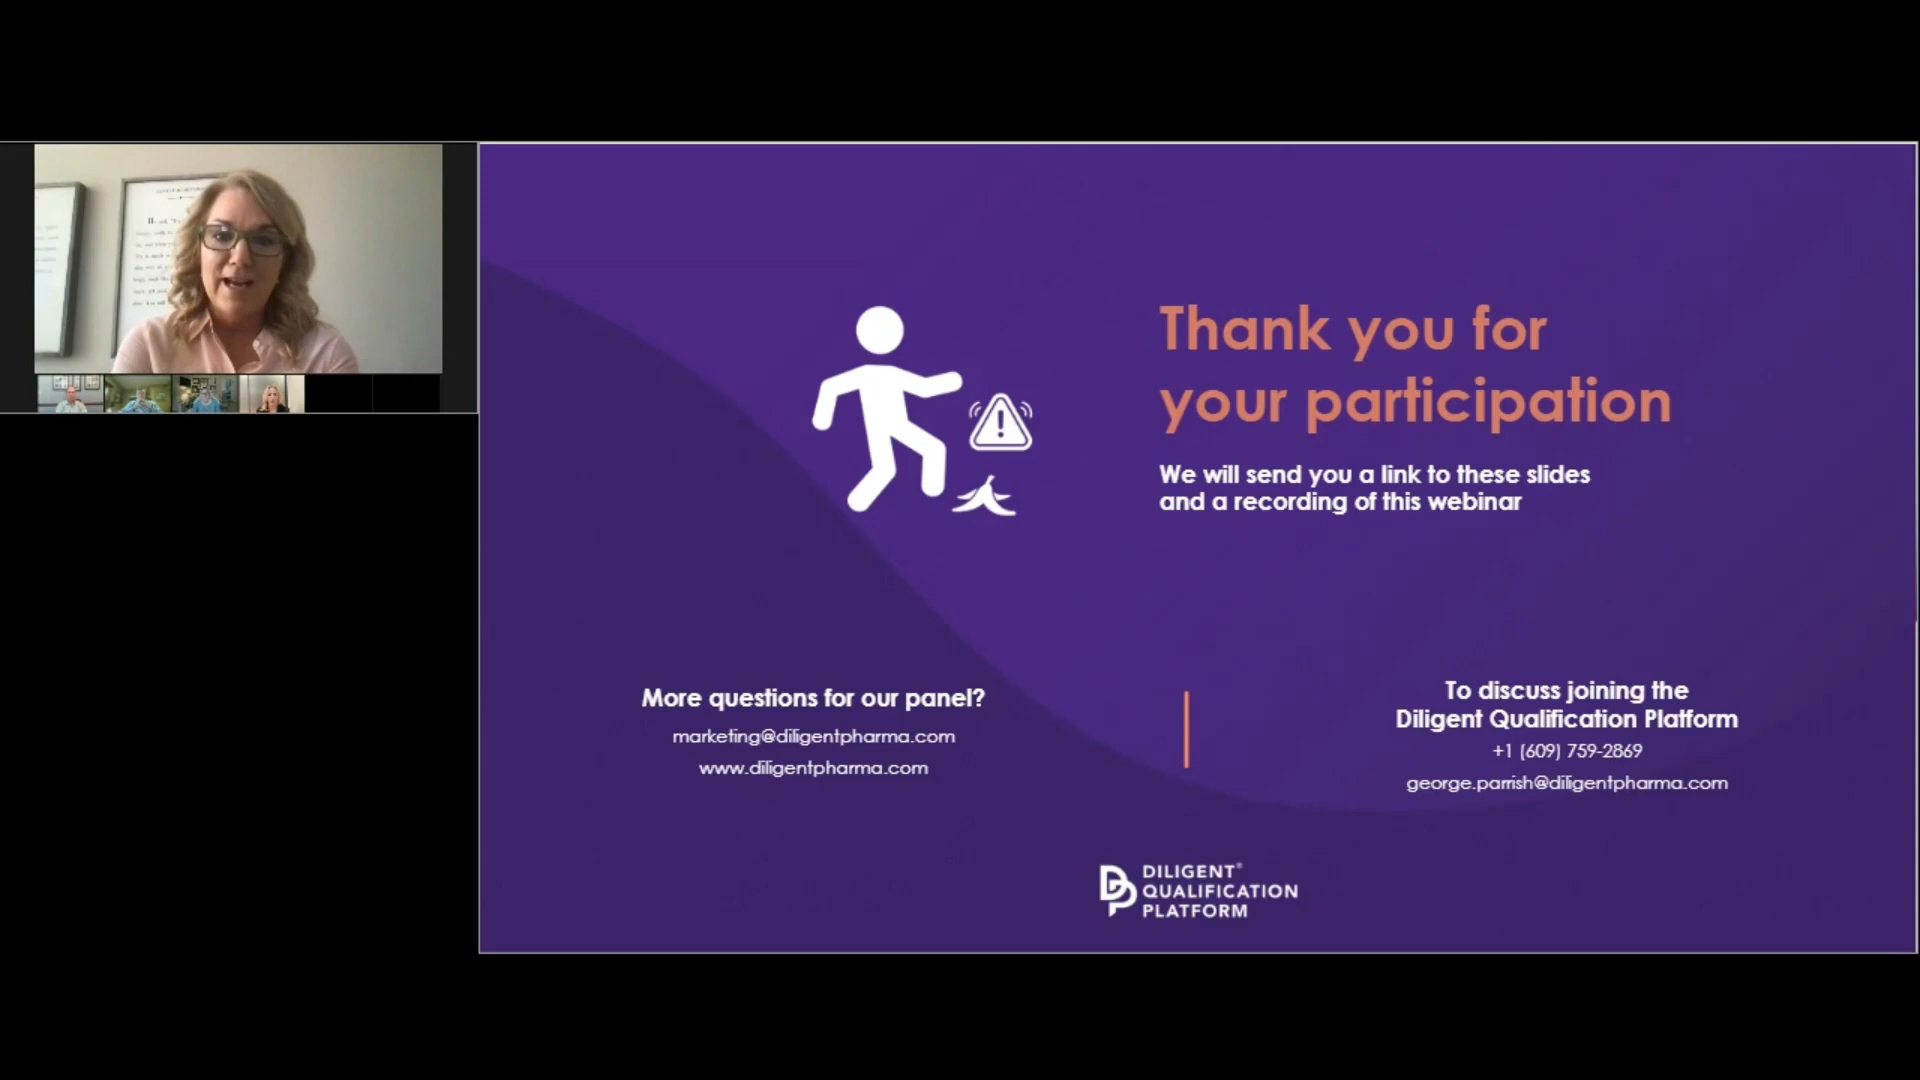 Thank you for
your participation
We will send you a link to these slides
and a recording of this webinar
More questions for our panel?
marketing@diligentpharma.com
www.diligentpharma.com
To discuss joining the
Diligent Qualification Platform
+1 (609) 759-2869
george.parrish@diligentpharma.com
DILIGENT®
QUALIFICATION
PLATFORM